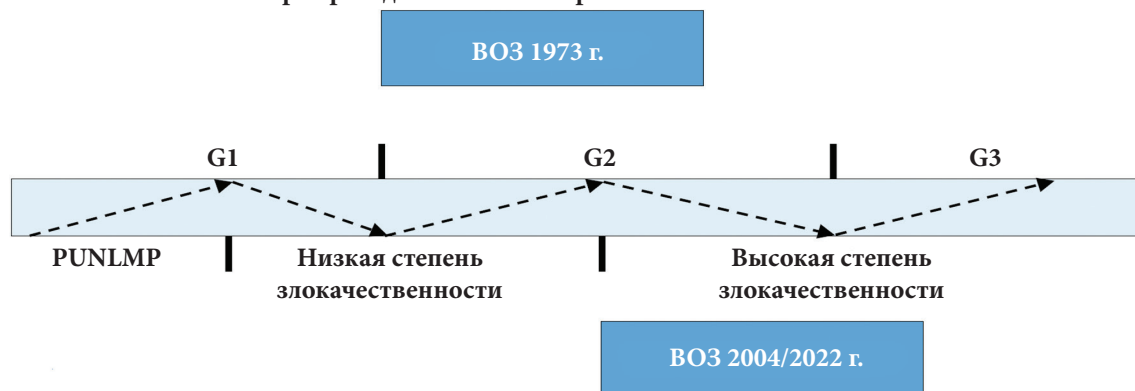 ВОЗ 1973 г.
G1 G2 G3
PUNLMP Низкая степень злокачественности Высокая степень злокачественности
ВОЗ 2004/2022 г.